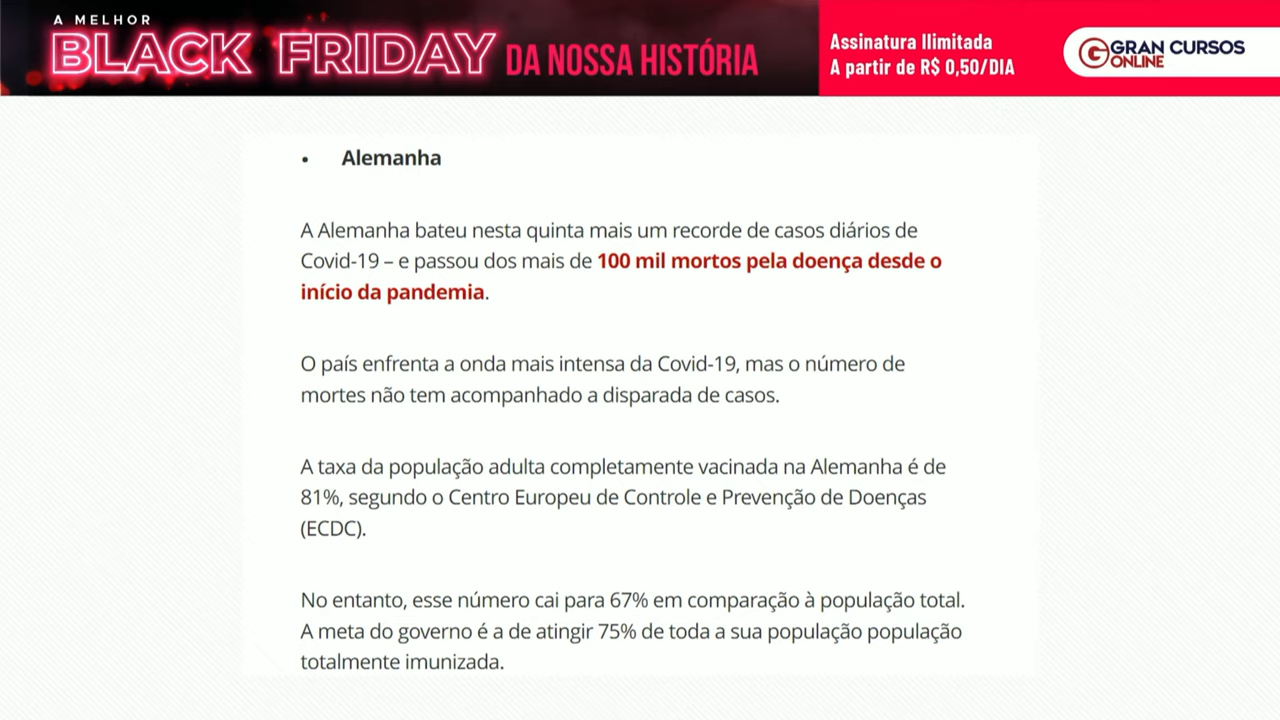 A MELHOR
BLACK FRIDAY DA NOSSA HISTÓRIA
Assinatura Ilimitada
A partir de R$ 0,50/DIA
G GRAN CURSOS
ONLINE
• Alemanha
A Alemanha bateu nesta quinta mais um recorde de casos diários de
Covid-19 – e passou dos mais de 100 mil mortos pela doença desde o
início da pandemia.
O país enfrenta a onda mais intensa da Covid-19, mas o número de
mortes não tem acompanhado a disparada de casos.
A taxa da população adulta completamente vacinada na Alemanha é de
81%, segundo o Centro Europeu de Controle e Prevenção de Doenças
(ECDC).
No entanto, esse número cai para 67% em comparação à população total.
A meta do governo é a de atingir 75% de toda a sua população população
totalmente imunizada.